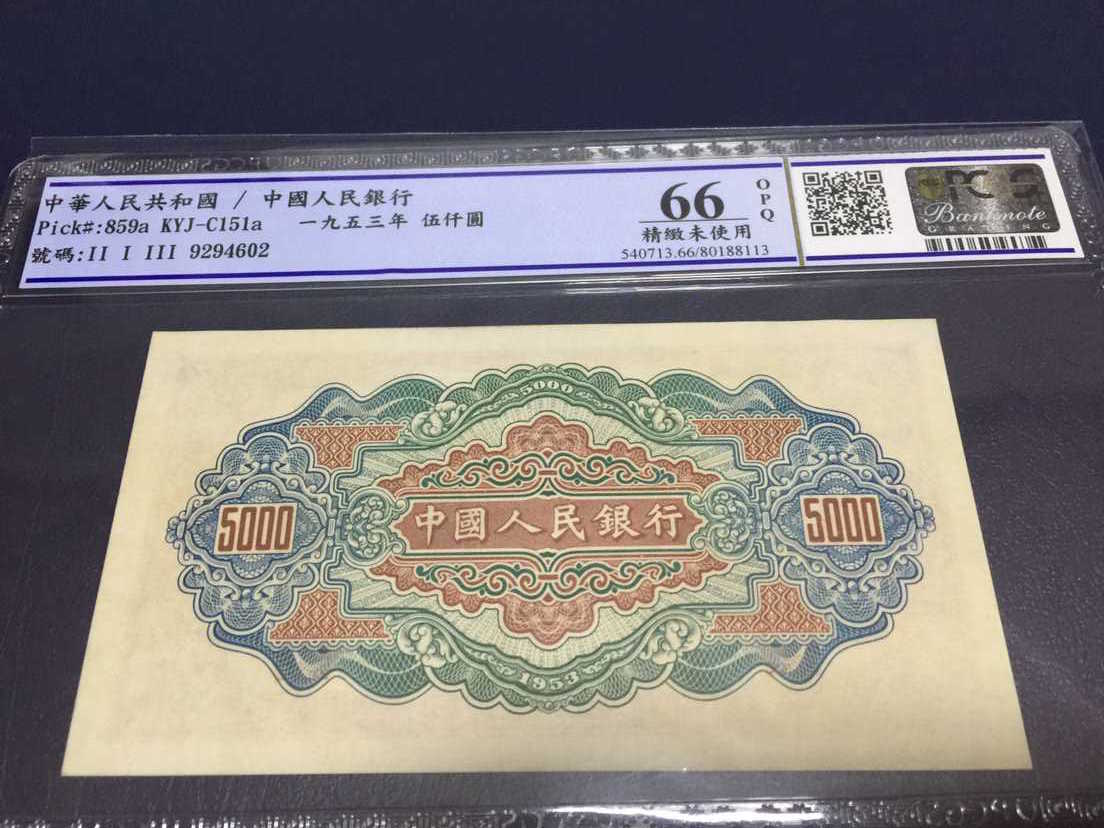 中華人民共和國 / 中國人民銀行
Pick#:859a KYJ-C151a 一九五三年 伍仟圓
號碼:II I III 9294602
66
OPQ
精緻未使用
540713.66/80188113
PCGS
Banknote
GRADING
5000
中國人民銀行
5000
5000
1953